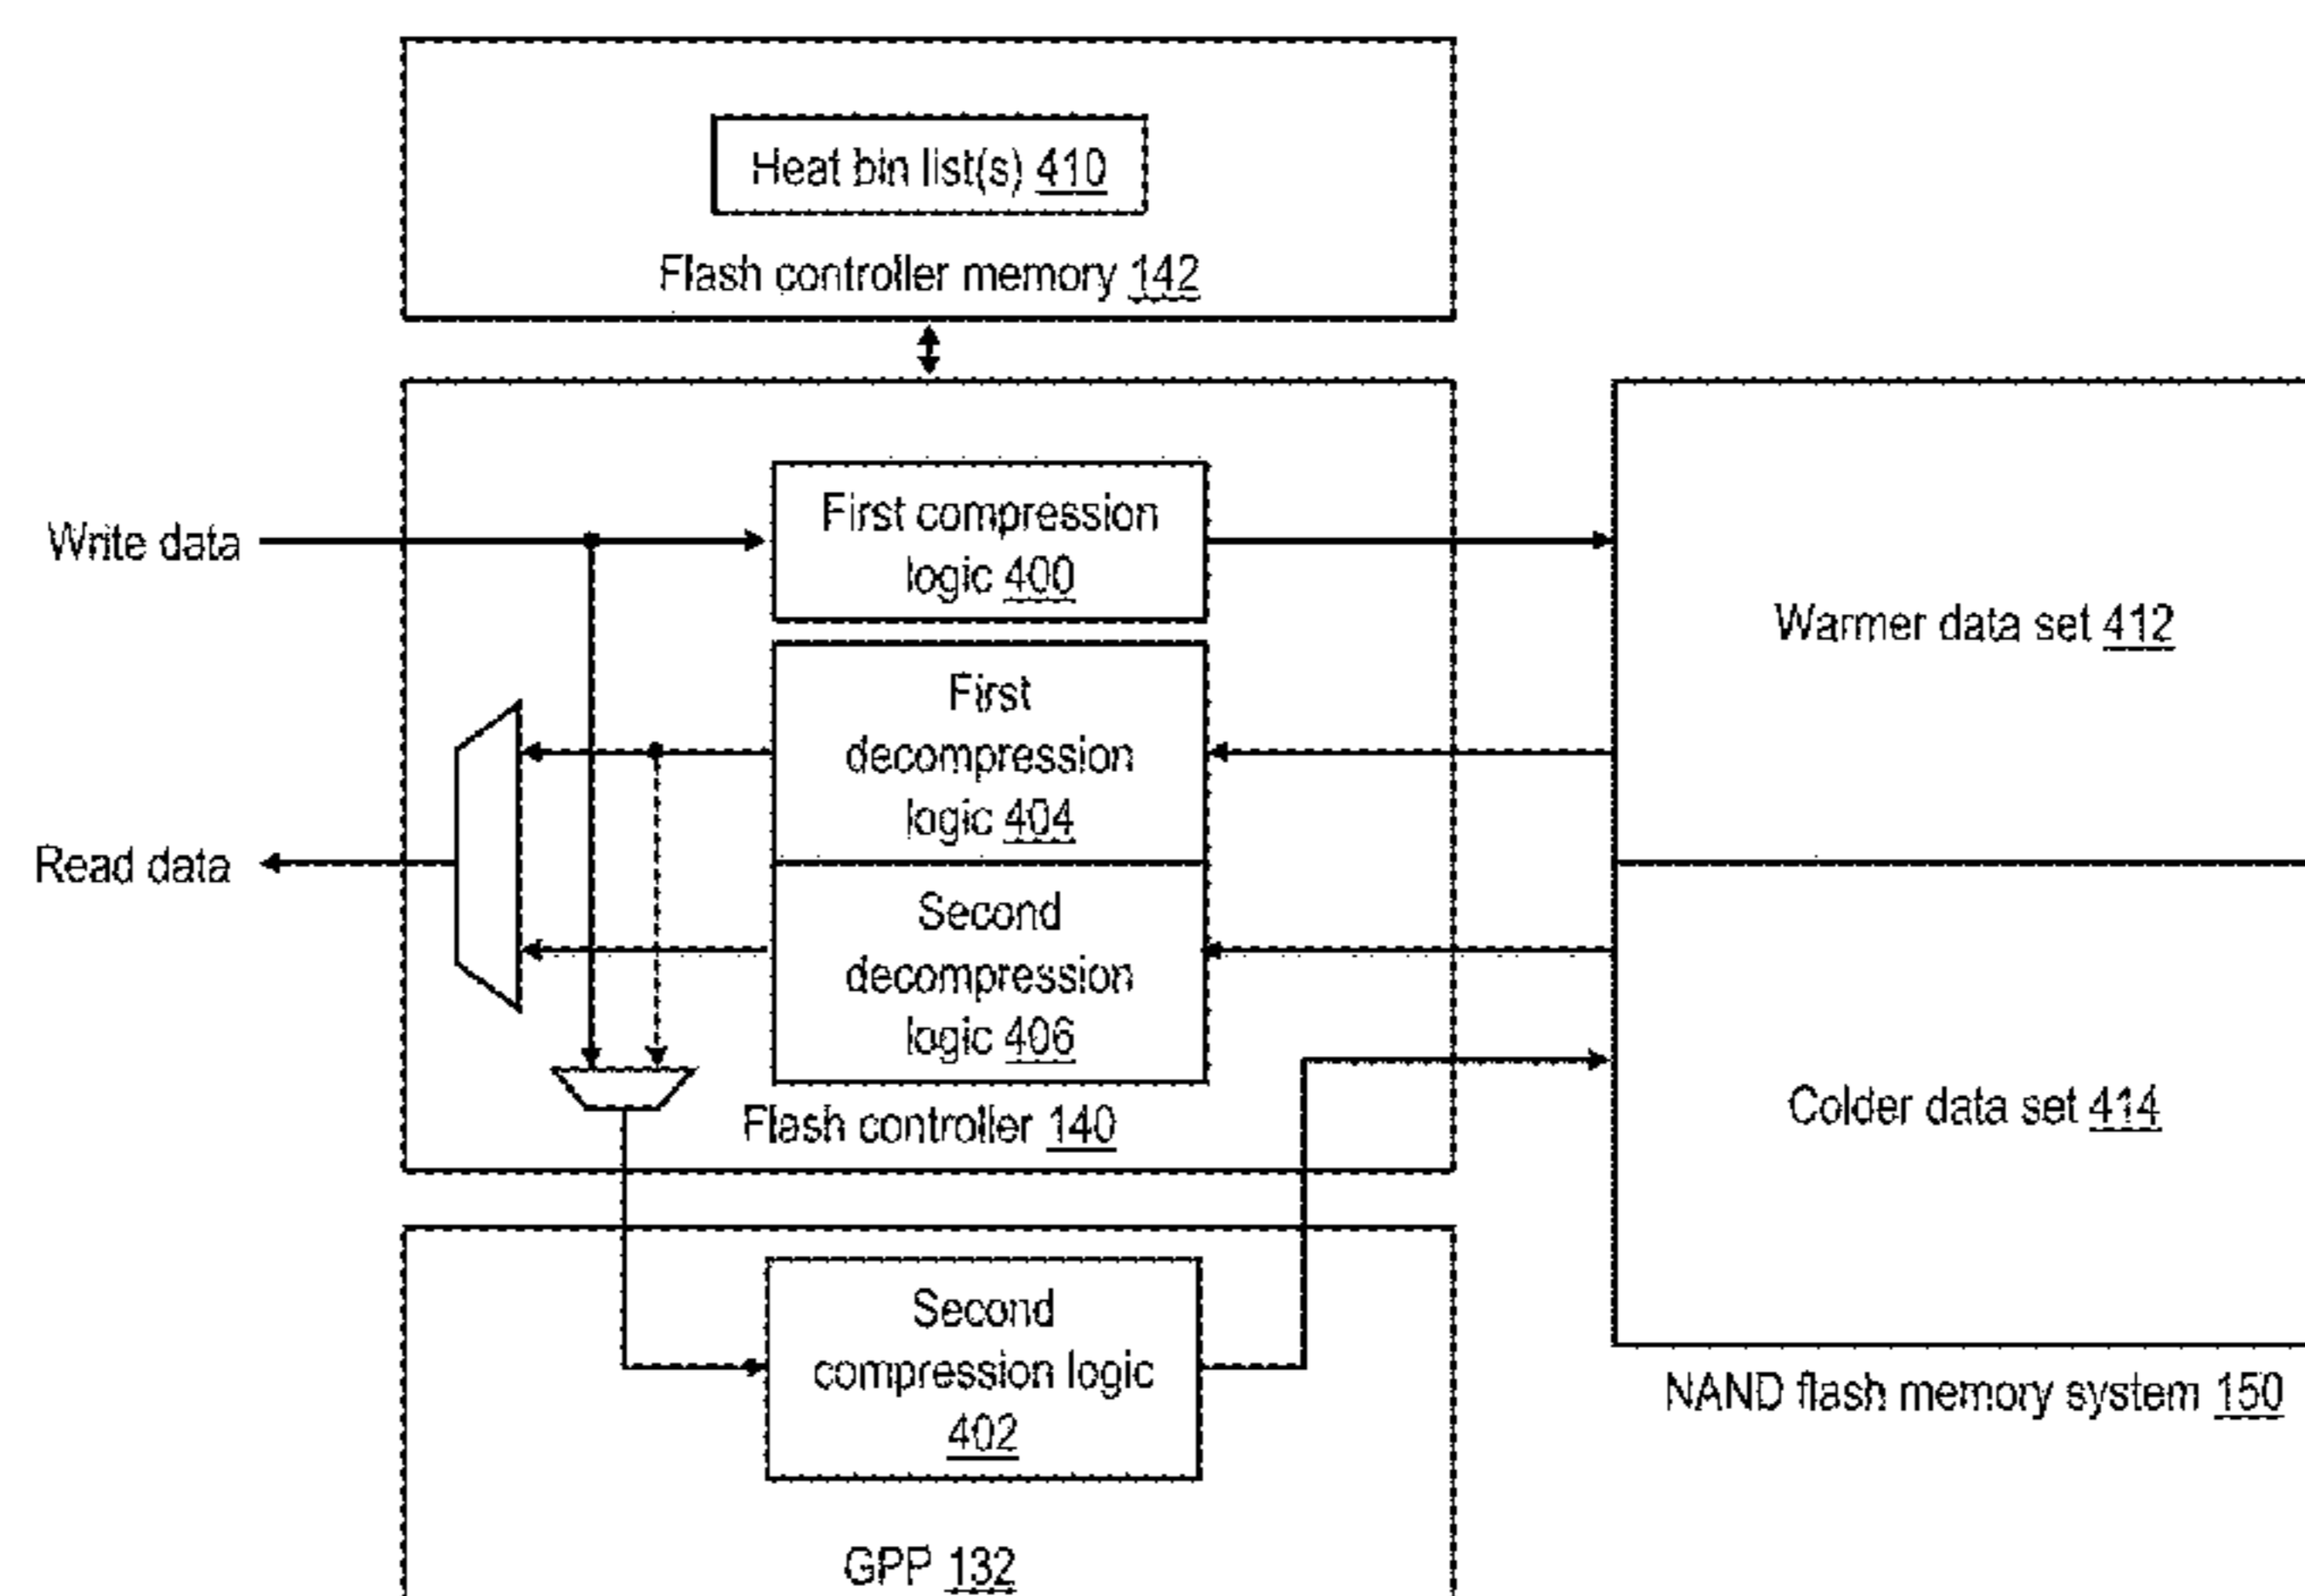 Heat bin list(s) 410
Flash controller memory 142
Write data
First compression
logic 400
Warmer data set 412
First
decompression
logic 404
Read data
Second
decompression
logic 406
Colder data set 414
Flash controller 140
Second
compression logic
402
NAND flash memory system 150
GPP 132